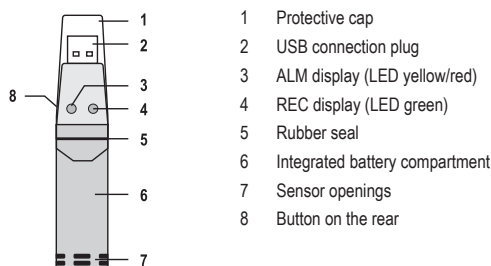 1
2
3
4
5
6
7
8
1 Protective cap
2 USB connection plug
3 ALM display (LED yellow/red)
4 REC display (LED green)
5 Rubber seal
6 Integrated battery compartment
7 Sensor openings
8 Button on the rear